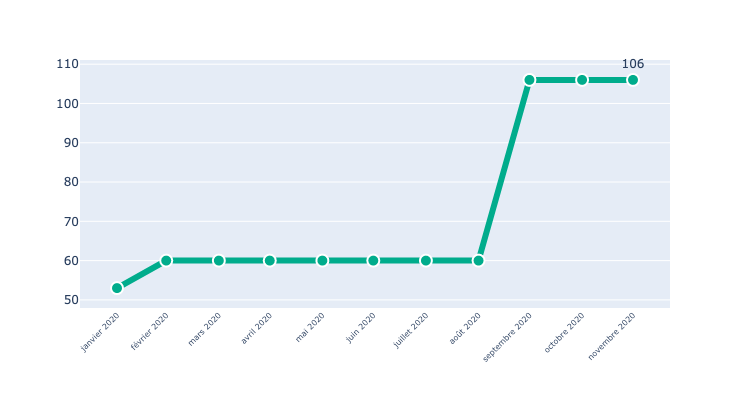 106
110
100
90
80
70
60
50
janvier 2020
février 2020
mars 2020
avril 2020
mai 2020
juin 2020
juillet 2020
août 2020
septembre 2020
octobre 2020
novembre 2020